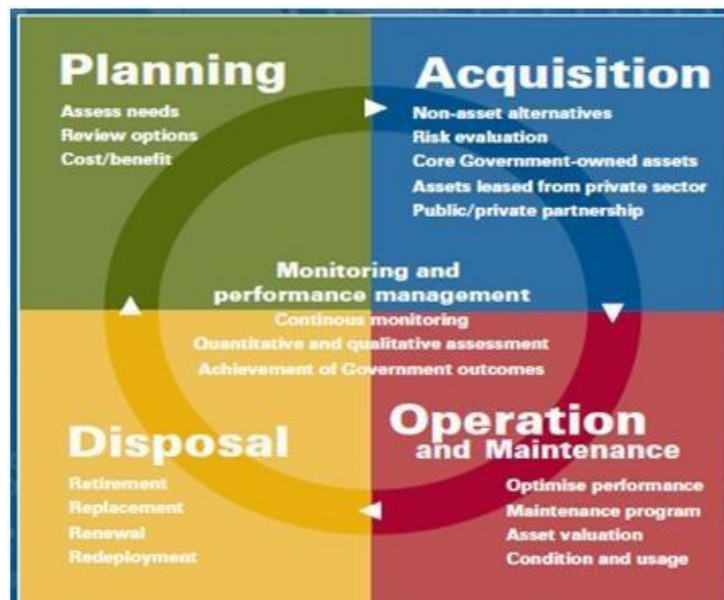 Planning
Assess needs
Review options
Cost/benefit
Acquisition
Non-asset alternatives
Risk evaluation
Core Government-owned assets
Assets leased from private sector
Public/private partnership
Monitoring and
performance management
Continous monitoring
Quantitative and qualitative assessment
Achievement of Government outcomes
Disposal
Retirement
Replacement
Renewal
Redeployment
Operation
and Maintenance
Optimise performance
Maintenance program
Asset valuation
Condition and usage